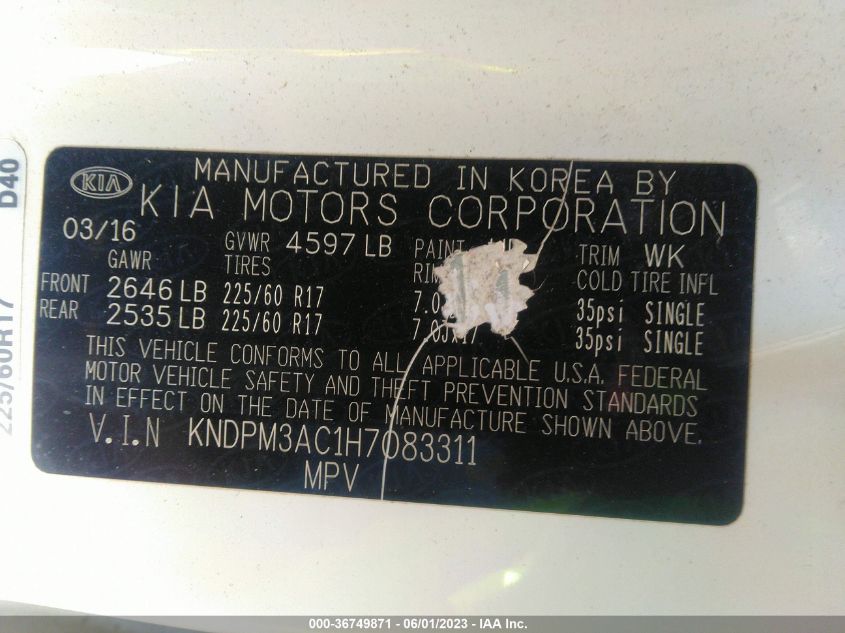 MANUFACTURED IN KOREA BY
KIA
KIA MOTORS CORPORATION
03/16
GVWR 4597 LB PAINT TRIM WK
GAWR TIRES COLD TIRE INFL
FRONT 2646 LB 225/60 R17 35psi SINGLE
REAR 2535 LB 225/60 R17 35psi SINGLE
THIS VEHICLE CONFORMS TO ALL APPLICABLE U.S.A. FEDERAL
MOTOR VEHICLE SAFETY AND THEFT PREVENTION STANDARDS
IN EFFECT ON THE DATE OF MANUFACTURE SHOWN ABOVE.
V.I.N KNDPM3AC1H7083311
MPV
D40
225/60R17
000-36749871 - 06/01/2023 - IAA Inc.